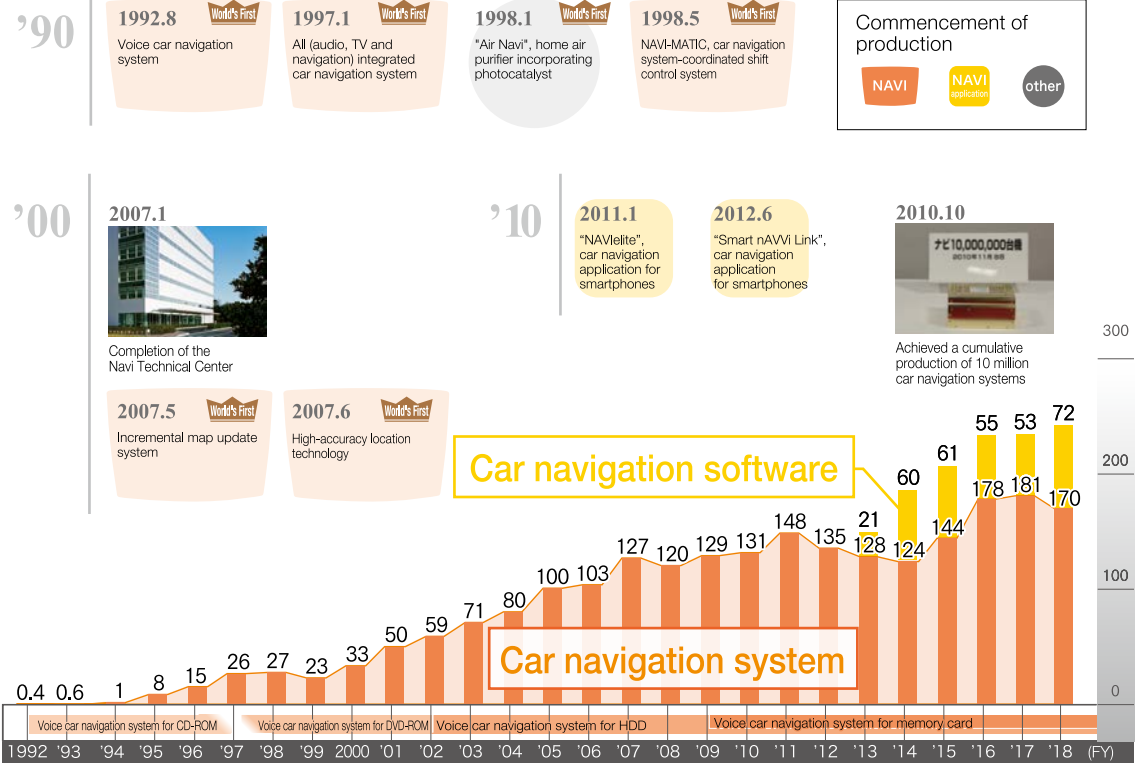 '90
1992.8
World's First
Voice car navigation
system
1997.1
World's First
All (audio, TV and
navigation) integrated
car navigation system
1998.1
World's First
"Air Navi", home air
purifier incorporating
photocatalyst
1998.5
World's First
NAVI-MATIC, car navigation
system-coordinated shift
control system
Commencement of
production
NAVI
NAVI
application
other
'00
2007.1
Completion of the
Navi Technical Center
2007.5
World's First
Incremental map update
system
2007.6
World's First
High-accuracy location
technology
'10
2011.1
“NAVIelite”,
car navigation
application for
smartphones
2012.6
“Smart nAVVi Link”,
car navigation
application
for smartphones
2010.10
ナビ10,000,000台機
2010年11月8日
Achieved a cumulative
production of 10 million
car navigation systems
300
200
100
0
Car navigation software
21 60 61 55 53 72
Car navigation system
0.4 0.6 1 8 15 26 27 23 33 50 59 71 80 100 103 127 120 129 131 148 135 128 124 144 178 181 170
Voice car navigation system for CD-ROM
Voice car navigation system for DVD-ROM
Voice car navigation system for HDD
Voice car navigation system for memory card
1992 '93 '94 '95 '96 '97 '98 '99 2000 '01 '02 '03 '04 '05 '06 '07 '08 '09 '10 '11 '12 '13 '14 '15 '16 '17 '18 (FY)